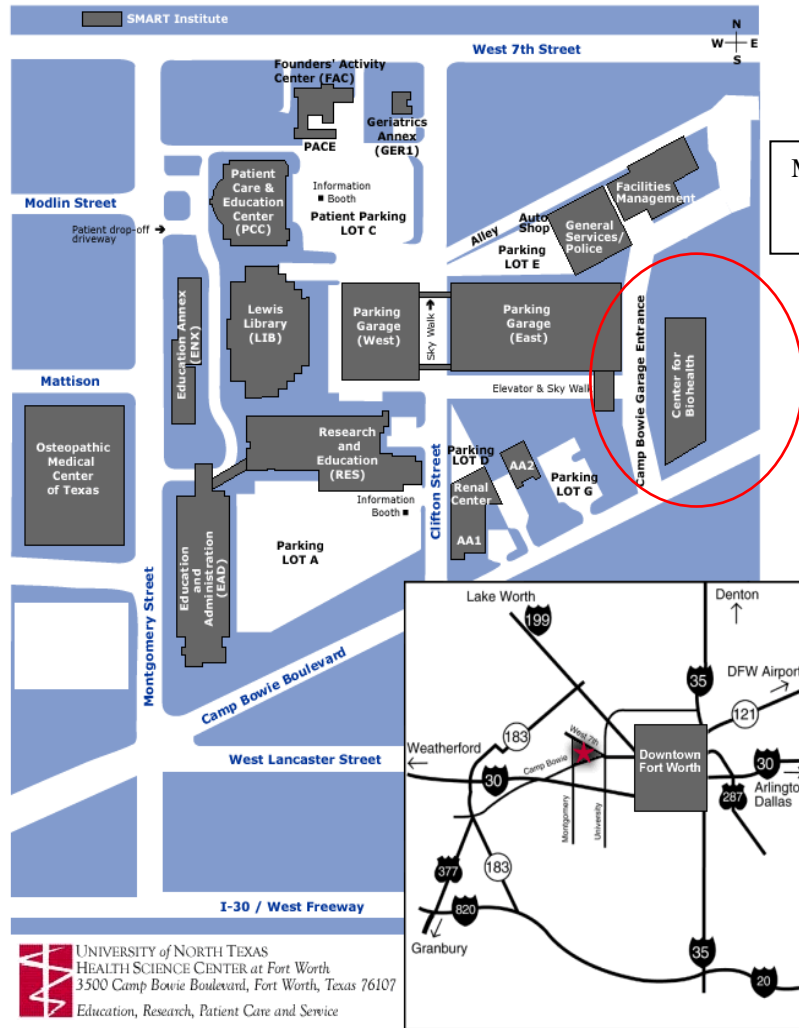 SMART Institute
N
W E
S
West 7th Street
Founders' Activity
Center (FAC)
PACE
Geriatrics
Annex
(GER1)
M
Patient
Care &
Education
Center
(PCC)
Information
■ Booth
Patient Parking
LOT C
Modlin Street
Patient drop-off →
driveway
Facilities
Management
Auto
Shop
General
Services/
Police
Alley
Parking
LOT E
Education Annex
(ENX)
Lewis
Library
(LIB)
Parking
Garage
(West)
Sky Walk →
Parking
Garage
(East)
Camp Bowie Garage Entrance
Center for
Biohealth
Mattison
Elevator & Sky Walk
Osteopathic
Medical
Center
of Texas
Research
and
Education
(RES)
Information
Booth ■
Clifton Street
Parking
LOT D
Renal
Center
AA2
AA1
Parking
LOT G
Education
and
Administration
(EAD)
Parking
LOT A
Montgomery Street
Camp Bowie Boulevard
West Lancaster Street
I-30 / West Freeway
Lake Worth
Denton
199
35
DFW Airport
121
183
West 7th
Weatherford
Camp Bowie
Downtown
Fort Worth
30
30
Arlington
Dallas
287
Montgomery
University
183
377
820
Granbury
35
20
UNIVERSITY of NORTH TEXAS
HEALTH SCIENCE CENTER at Fort Worth
3500 Camp Bowie Boulevard, Fort Worth, Texas 76107
Education, Research, Patient Care and Service